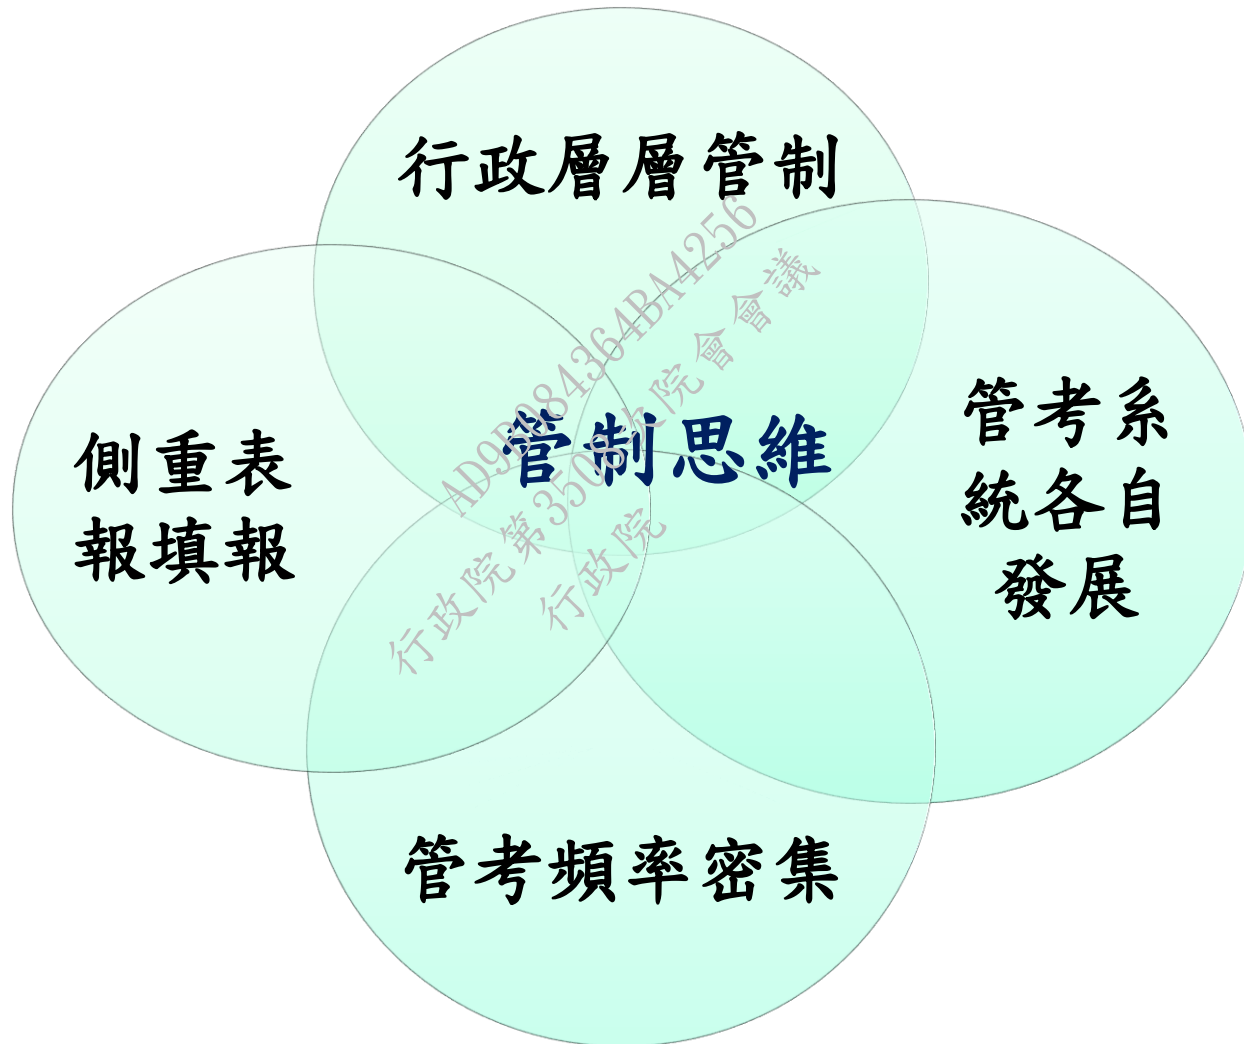 行政層層管制
管制思維
側重表
報填報
管考系
統各自
發展
管考頻率密集
AD9B084364BA4256
行政院第3508次院會會議
行政院